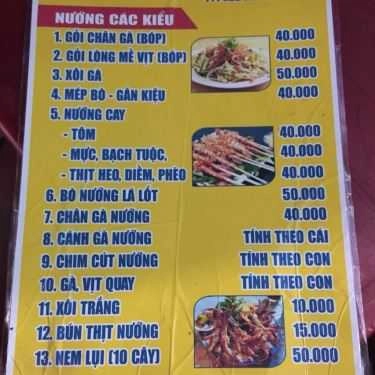 NƯỚNG CÁC KIỂU
1. GỎI CHÂN GÀ (BÓP) 40.000
2. GỎI LÒNG MỀ VỊT (BÓP) 40.000
3. XÔI GÀ 50.000
4. MÉP BÒ - GÂN KIỆU 40.000
5. NƯỚNG CAY
- TÔM 40.000
- MỰC, BẠCH TUỘC, 40.000
- THỊT HEO, DIỀM, PHÈO 40.000
6. BÒ NƯỚNG LÁ LỐT 50.000
7. CHÂN GÀ NƯỚNG 40.000
8. CÁNH GÀ NƯỚNG TÍNH THEO CÁI
9. CHIM CÚT NƯỚNG TÍNH THEO CON
10. GÀ, VỊT QUAY TÍNH THEO CON
11. XÔI TRẮNG 10.000
12. BÚN THỊT NƯỚNG 15.000
13. NEM LỤI (10 CÂY) 50.000